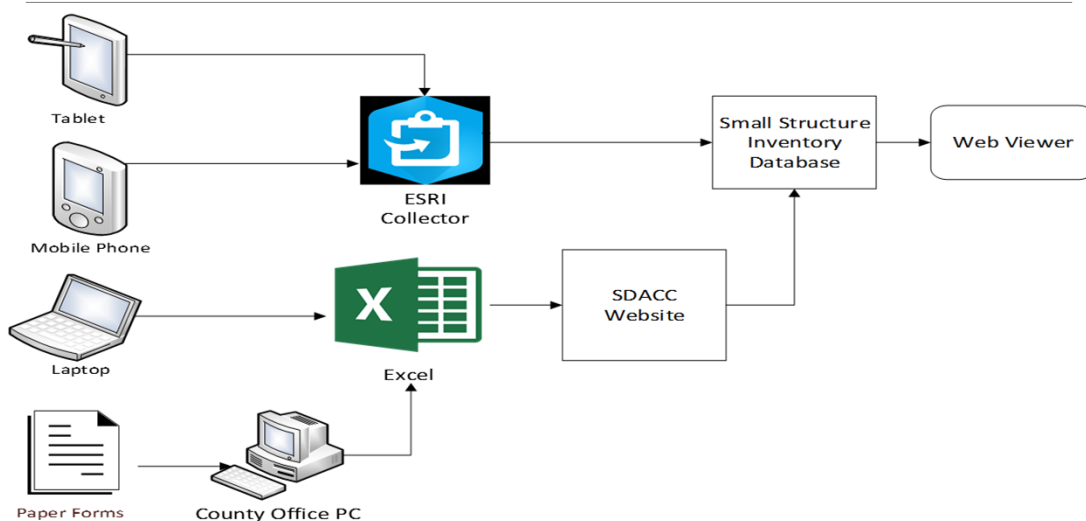 Tablet
Small Structure
Inventory
Database
Web Viewer
ESRI
Collector
Mobile Phone
X
SDACC
Website
Laptop
Excel
Paper Forms
County Office PC